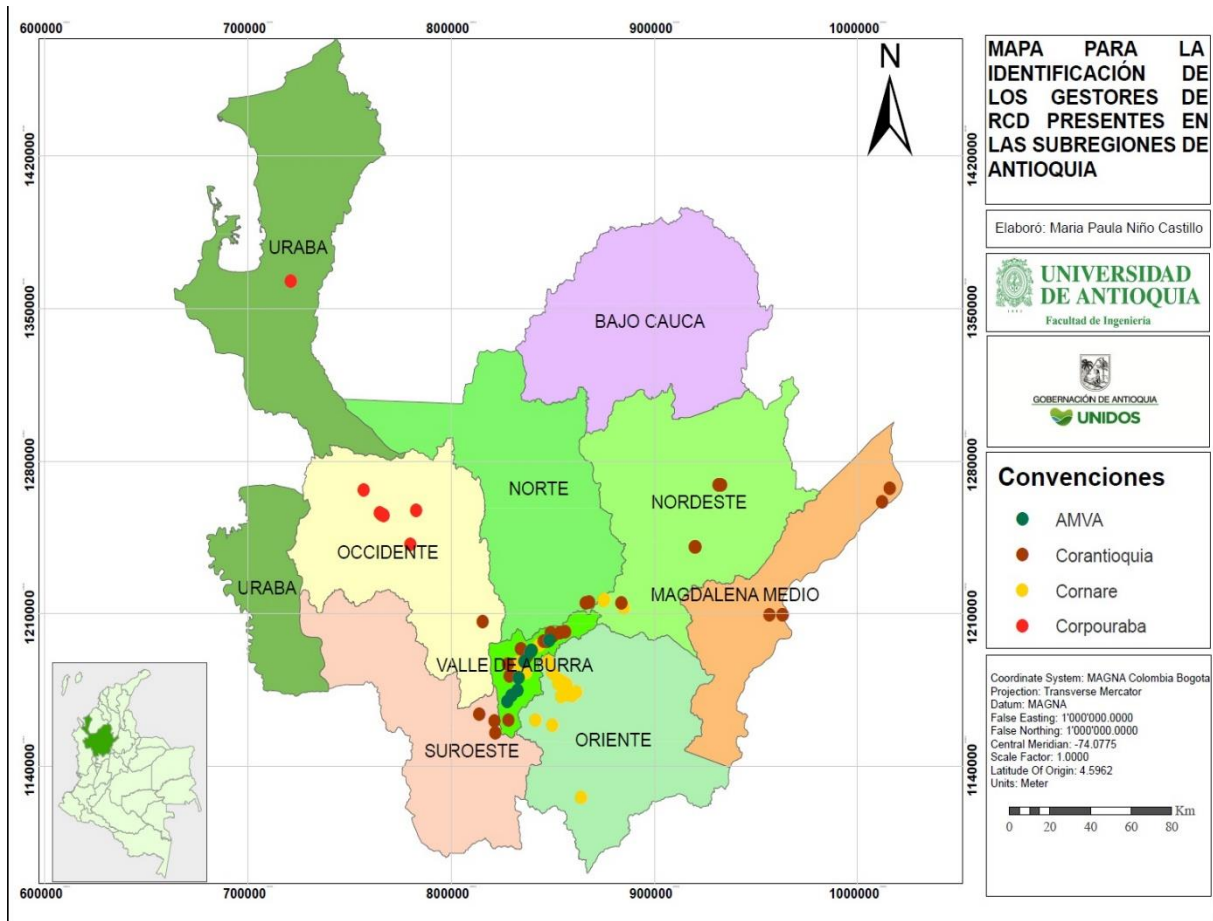 600000
700000
800000
900000
1000000
1420000
1350000
1280000
1210000
1140000
1420000
1350000
1280000
1210000
1140000
N
URABA
BAJO CAUCA
NORTE
NORDESTE
OCCIDENTE
URABA
MAGDALENA MEDIO
VALLE DE ABURRA
SUROESTE
ORIENTE
600000
700000
800000
900000
1000000
MAPA PARA LA
IDENTIFICACIÓN DE
LOS GESTORES DE
RCD PRESENTES EN
LAS SUBREGIONES DE
ANTIOQUIA
Elaboró: Maria Paula Niño Castillo
UNIVERSIDAD
DE ANTIOQUIA
Facultad de Ingeniería
GOBERNACIÓN DE ANTIOQUIA
UNIDOS
Convenciones
AMVA
Corantioquia
Cornare
Corpouraba
Coordinate System: MAGNA Colombia Bogota
Projection: Transverse Mercator
Datum: MAGNA
False Easting: 1'000'000.0000
False Northing: 1'000'000.0000
Central Meridian: -74.0775
Scale Factor: 1.0000
Latitude Of Origin: 4.5962
Units: Meter
Km
0 20 40 60 80